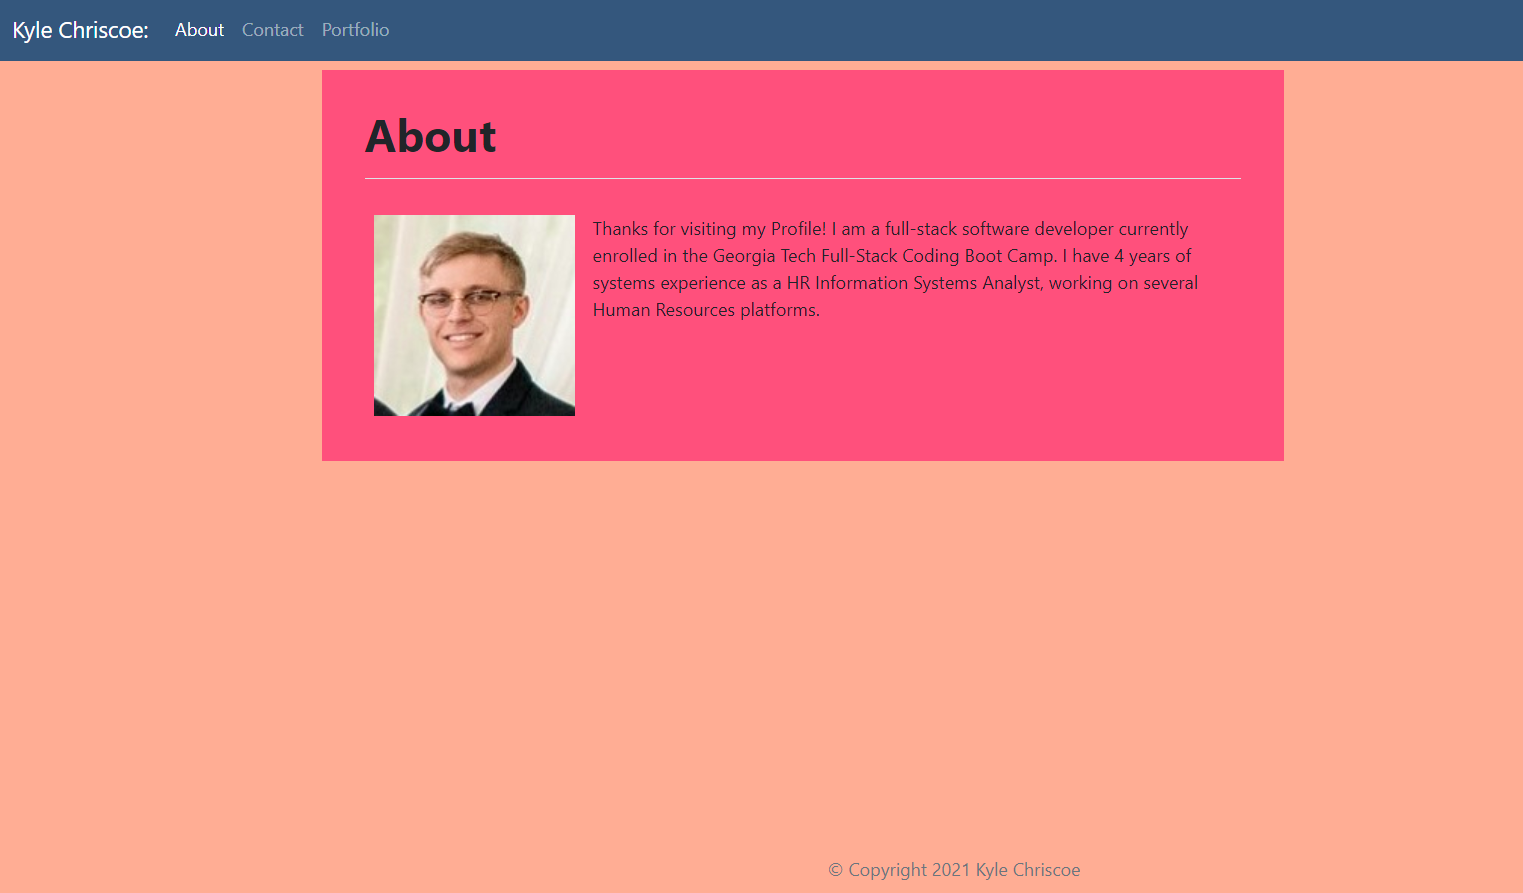 Kyle Chriscoe: About Contact Portfolio
About
Thanks for visiting my Profile! I am a full-stack software developer currently
enrolled in the Georgia Tech Full-Stack Coding Boot Camp. I have 4 years of
systems experience as a HR Information Systems Analyst, working on several
Human Resources platforms.
© Copyright 2021 Kyle Chriscoe